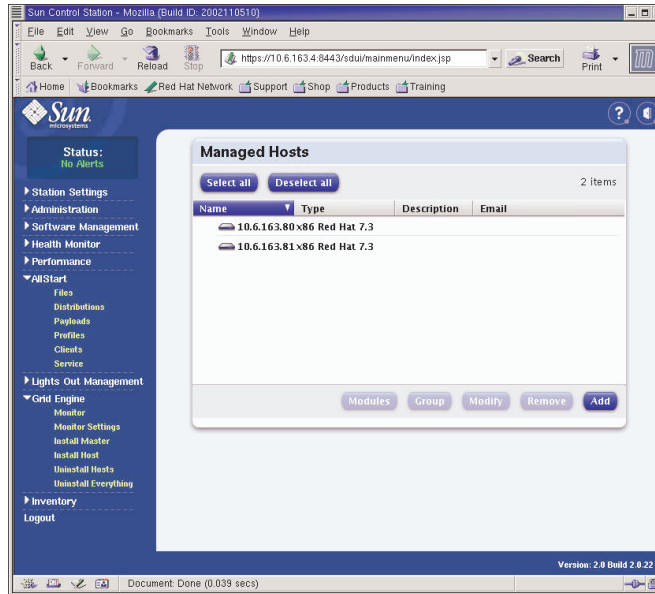 Sun Control Station - Mozilla {Build ID: 2002110510}
File Edit View Go Bookmarks Tools Window Help
Back Forward Reload Stop https://10.6.163.4:8443/sdui/mainmenu/index.jsp Search Print
Home Bookmarks Red Hat Network Support Shop Products Training
Sun
microsystems
?
Status:
No Alerts
Station Settings
Administration
Software Management
Health Monitor
Performance
AllStart
Files
Distributions
Payloads
Profiles
Clients
Service
Lights Out Management
Grid Engine
Monitor
Monitor Settings
Install Master
Install Host
Uninstall Hosts
Uninstall Everything
Inventory
Logout
Managed Hosts
Select all Deselect all 2 items
Name Type Description Email
10.6.163.80 x86 Red Hat 7.3
10.6.163.81 x86 Red Hat 7.3
Modules Group Modify Remove Add
Version: 2.0 Build 2.0.22
Document: Done (0.039 secs)